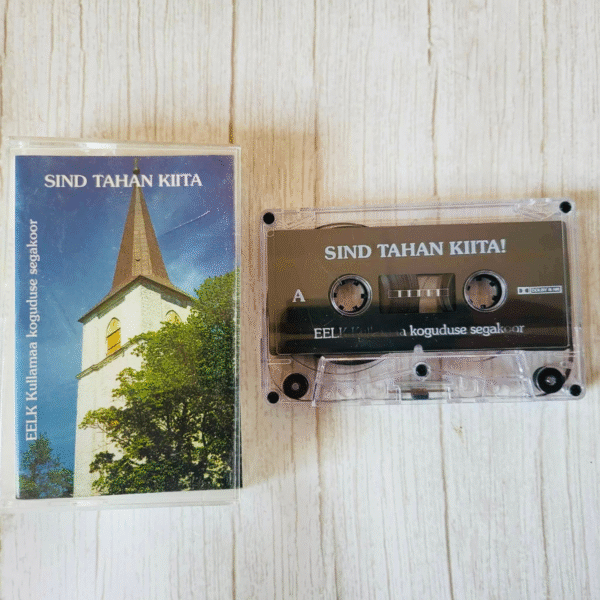 SIND TAHAN KIITA
EELK Kullamaa koguduse segakoor
SIND TAHAN KIITA!
A
EELK Kullamaa koguduse segakoor